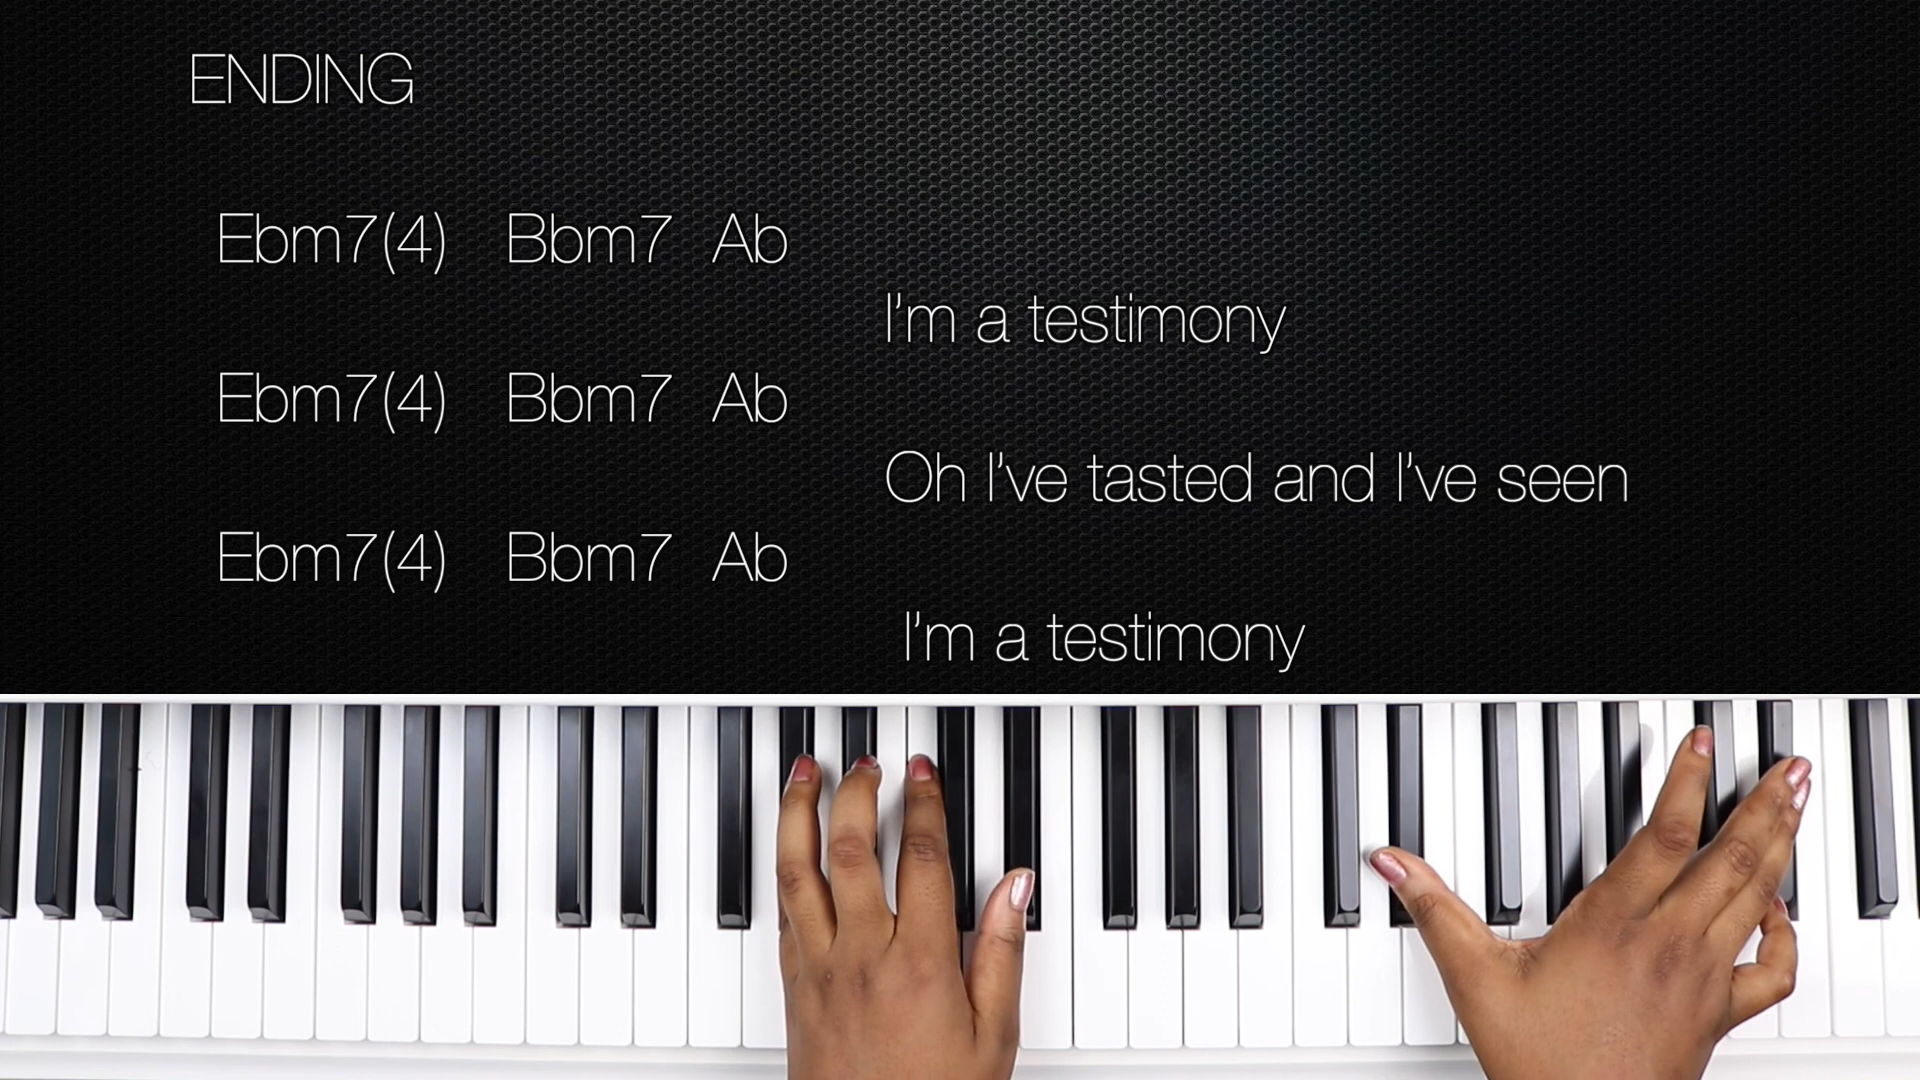 ENDING
Ebm7(4) Bbm7 Ab
I'm a testimony
Ebm7(4) Bbm7 Ab
Oh I've tasted and I've seen
Ebm7(4) Bbm7 Ab
I'm a testimony